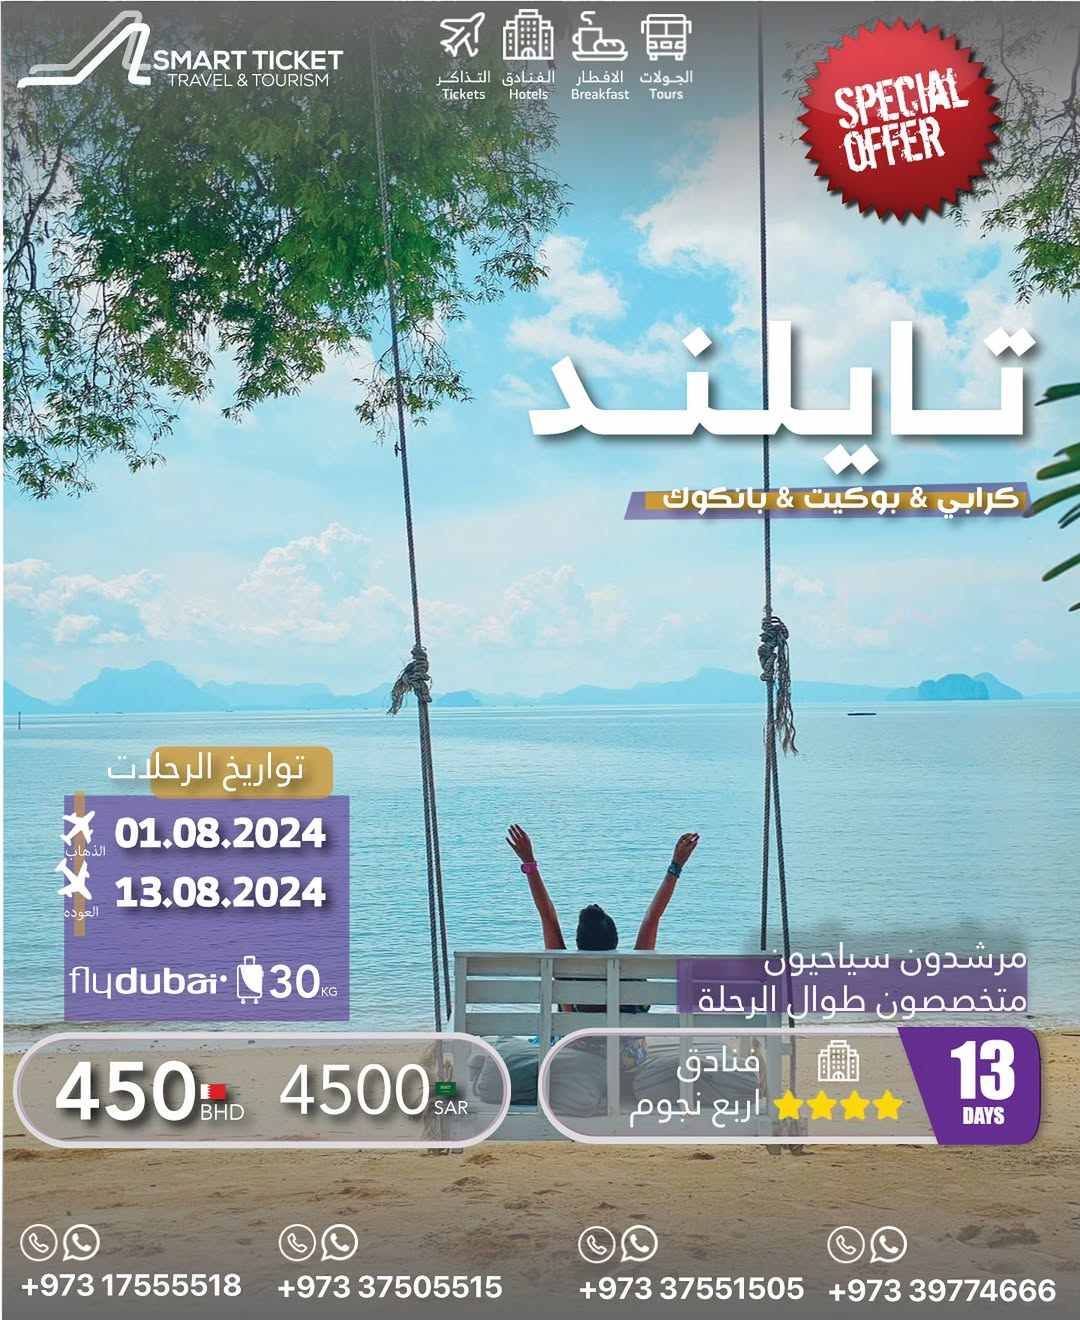 SMART TICKET
TRAVEL & TOURISM
التذاكر
Tickets
الفنادق
Hotels
الافطار
Breakfast
الجولات
Tours
SPECIAL
OFFER
تايلند
كرابي & بوكيت & بانكوك
تواريخ الرحلات
01.08.2024
الذهاب
13.08.2024
العوده
flydubai
30 KG
مرشدون سياحيون
متخصصون طوال الرحلة
450 BHD
4500 SAR
فنادق
اربع نجوم
13
DAYS
+973 17555518
+973 37505515
+973 37551505
+973 39774666